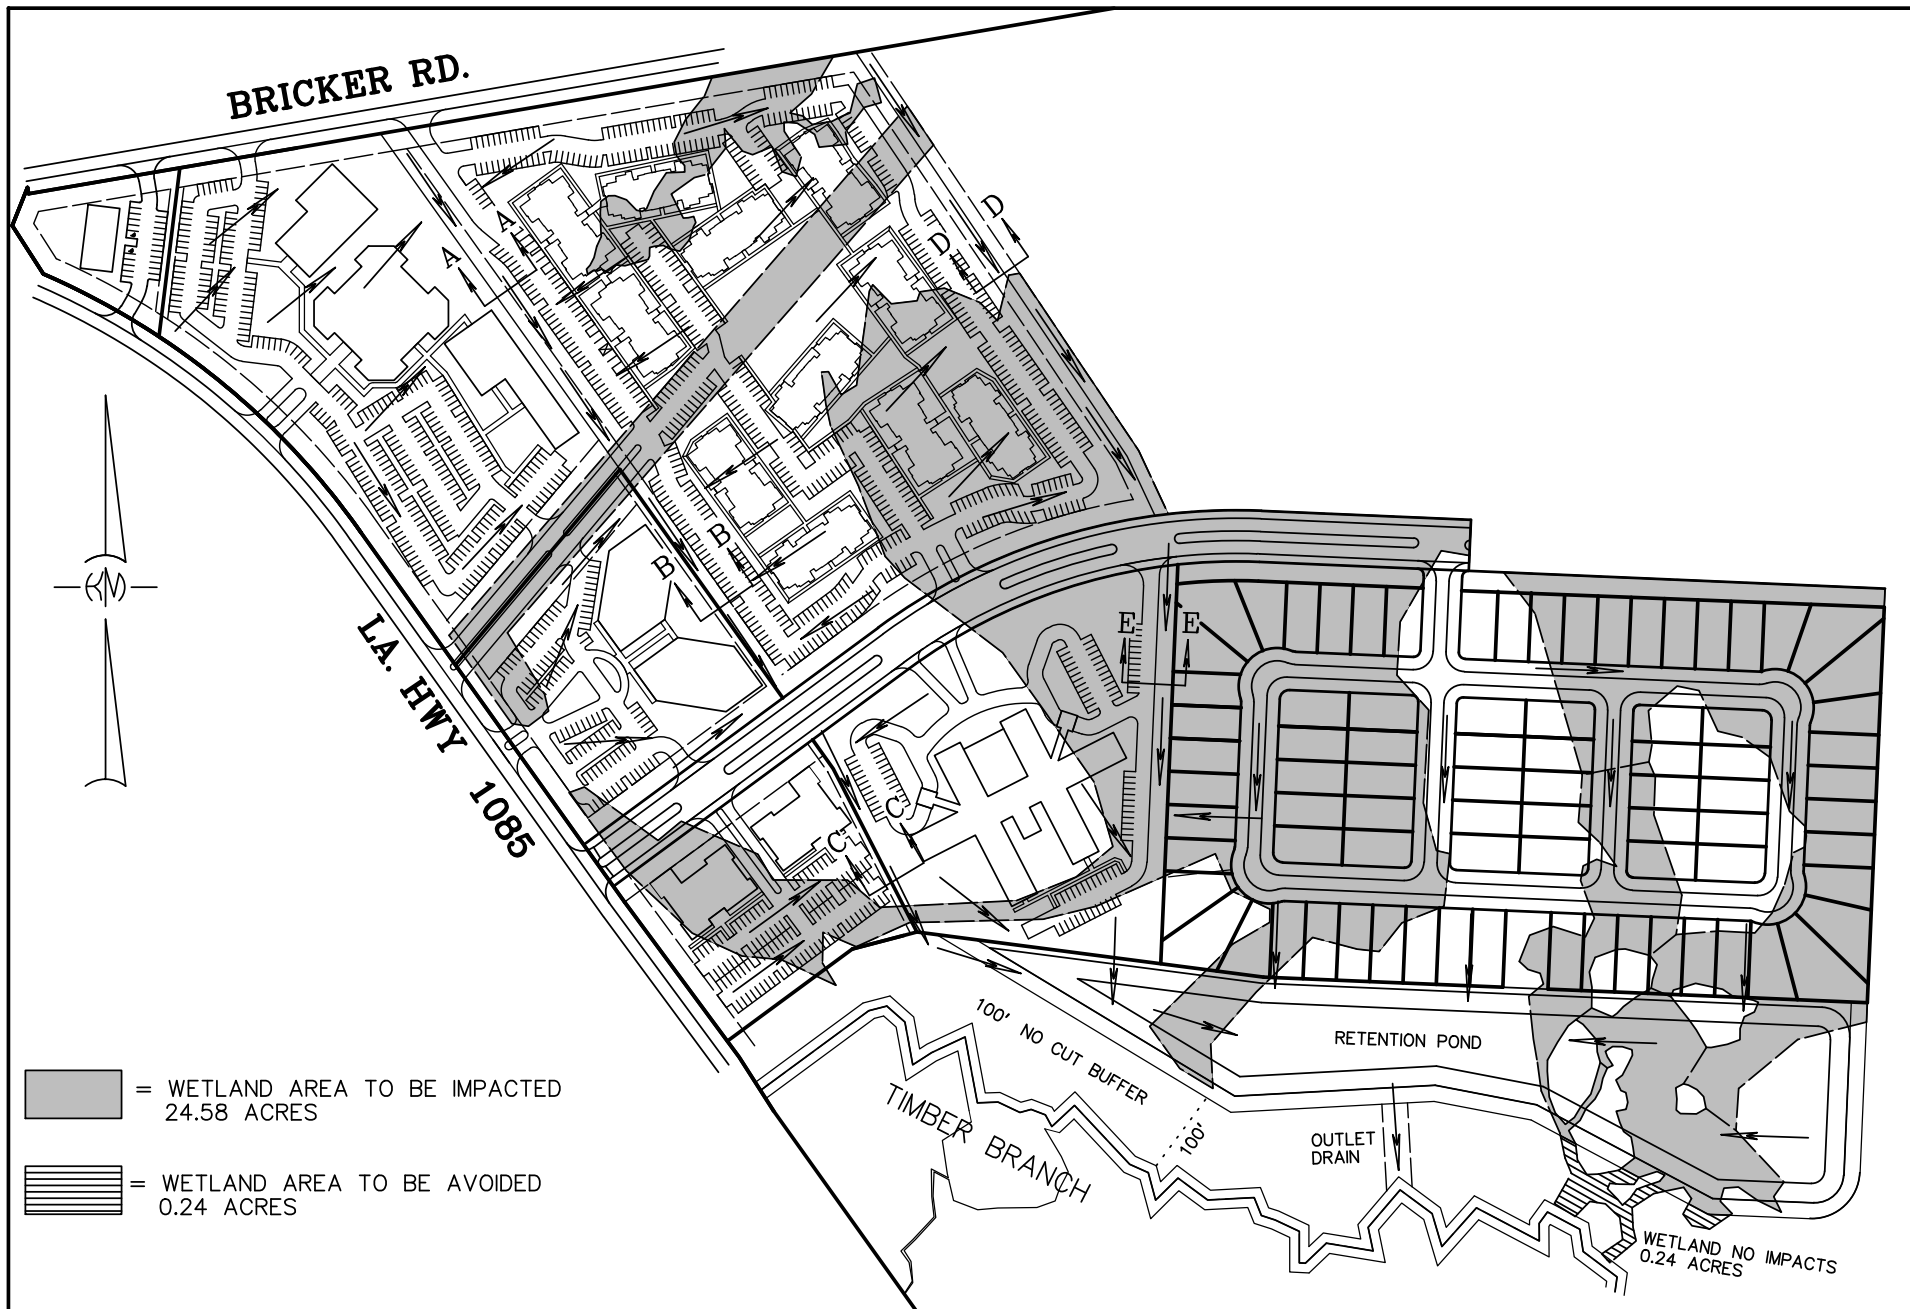 BRICKER RD.
A
A
D
D
B
B
E
E
LA. HWY 1085
C
C
100' NO CUT BUFFER
RETENTION POND
TIMBER BRANCH
100'
OUTLET
DRAIN
= WETLAND AREA TO BE IMPACTED
24.58 ACRES
= WETLAND AREA TO BE AVOIDED
0.24 ACRES
WETLAND NO IMPACTS
0.24 ACRES